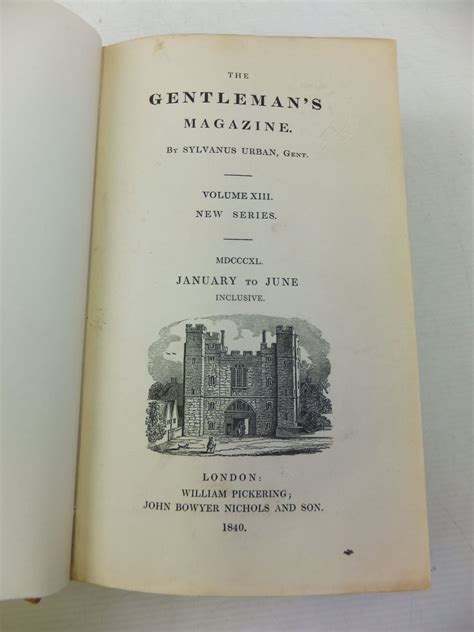 THE
GENTLEMAN'S
MAGAZINE.
BY SYLVANUS URBAN, GENT.
VOLUME XIII.
NEW SERIES.
MDCCCXL.
JANUARY TO JUNE
INCLUSIVE.
LONDON:
WILLIAM PICKERING;
JOHN BOWYER NICHOLS AND SON.
1840.